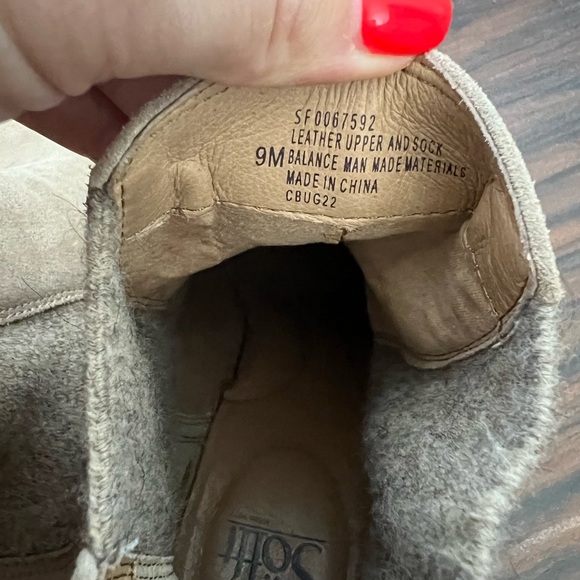 SF0067592
LEATHER UPPER AND SOCK
9M BALANCE MAN MADE MATERIALS
MADE IN CHINA
CBUG22
Söfft